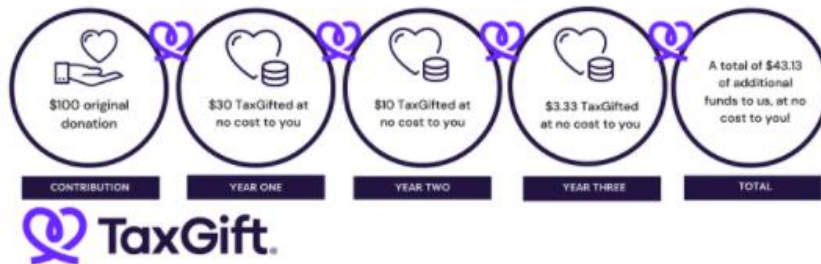 $100 original
donation
$30 TaxGifted at
no cost to you
$10 TaxGifted at
no cost to you
$3.33 TaxGifted
at no cost to you
A total of $43.13
of additional
funds to us, at no
cost to you!
CONTRIBUTION
YEAR ONE
YEAR TWO
YEAR THREE
TOTAL
TaxGift®